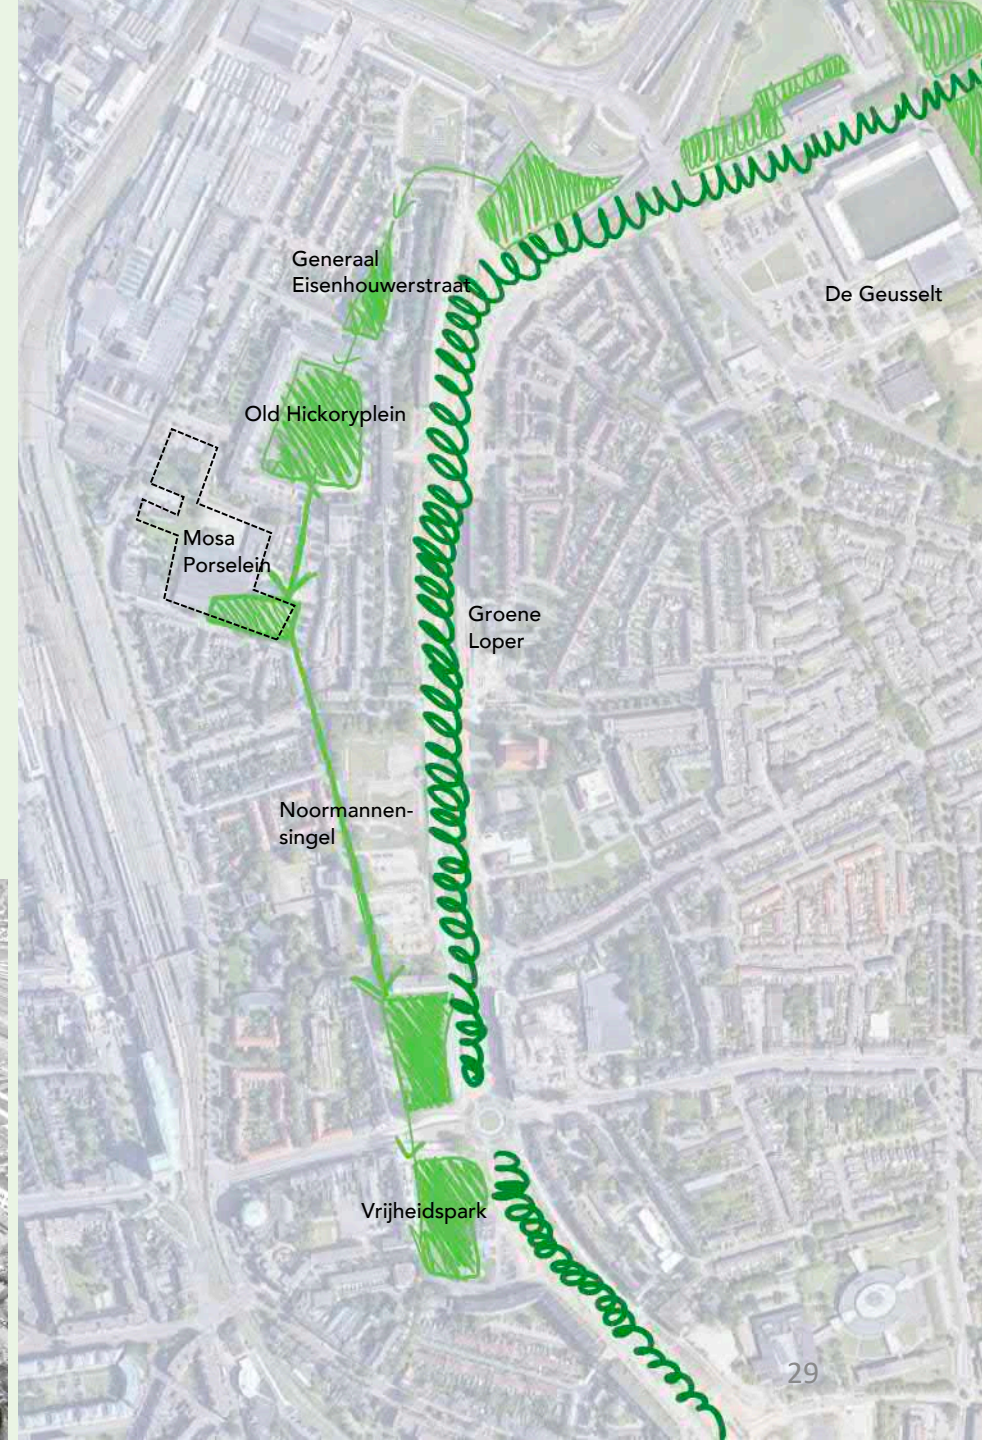 Generaal
Eisenhouwerstraat
De Geusselt
Old Hickoryplein
Mosa
Porselein
Groene
Loper
Noormannen-
singel
Vrijheidspark
29